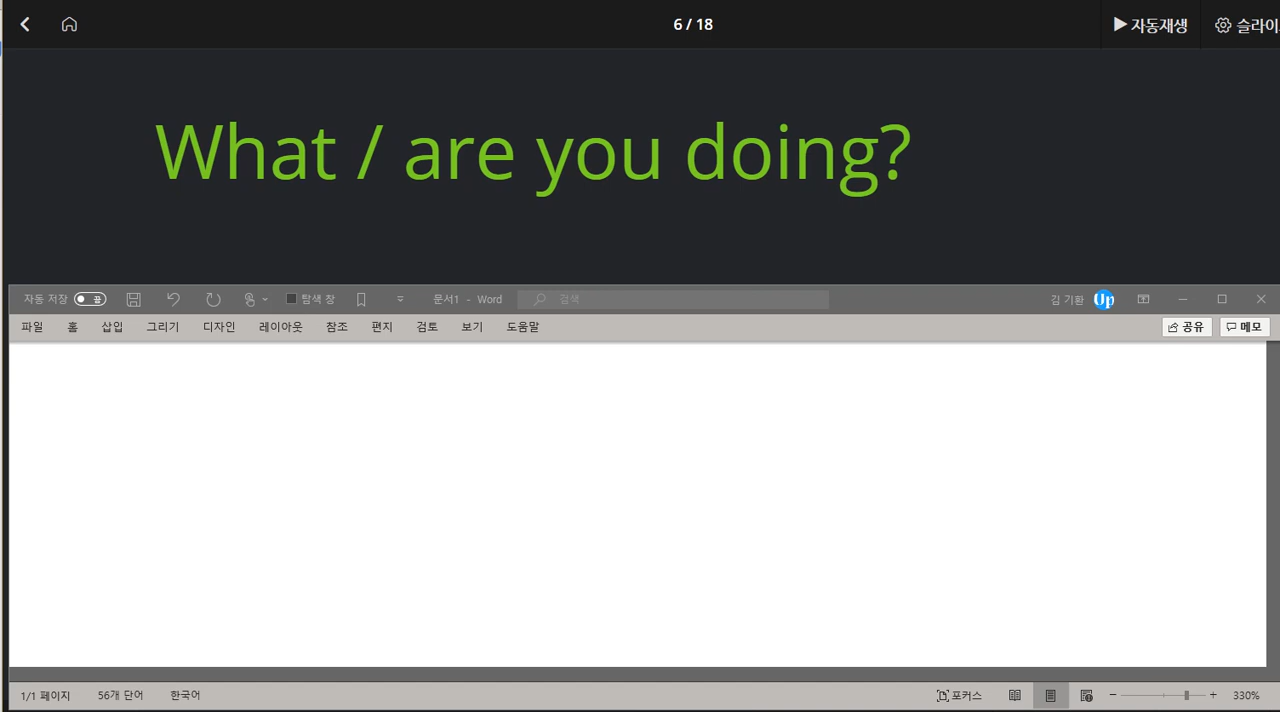 6 / 18
자동재생
슬라이
What / are you doing?
자동 저장 끔 탐색 창 문서1 - Word 검색 김 기환 Up
파일 홈 삽입 그리기 디자인 레이아웃 참조 편지 검토 보기 도움말 공유 메모
1/1 페이지 56개 단어 한국어 포커스 330%